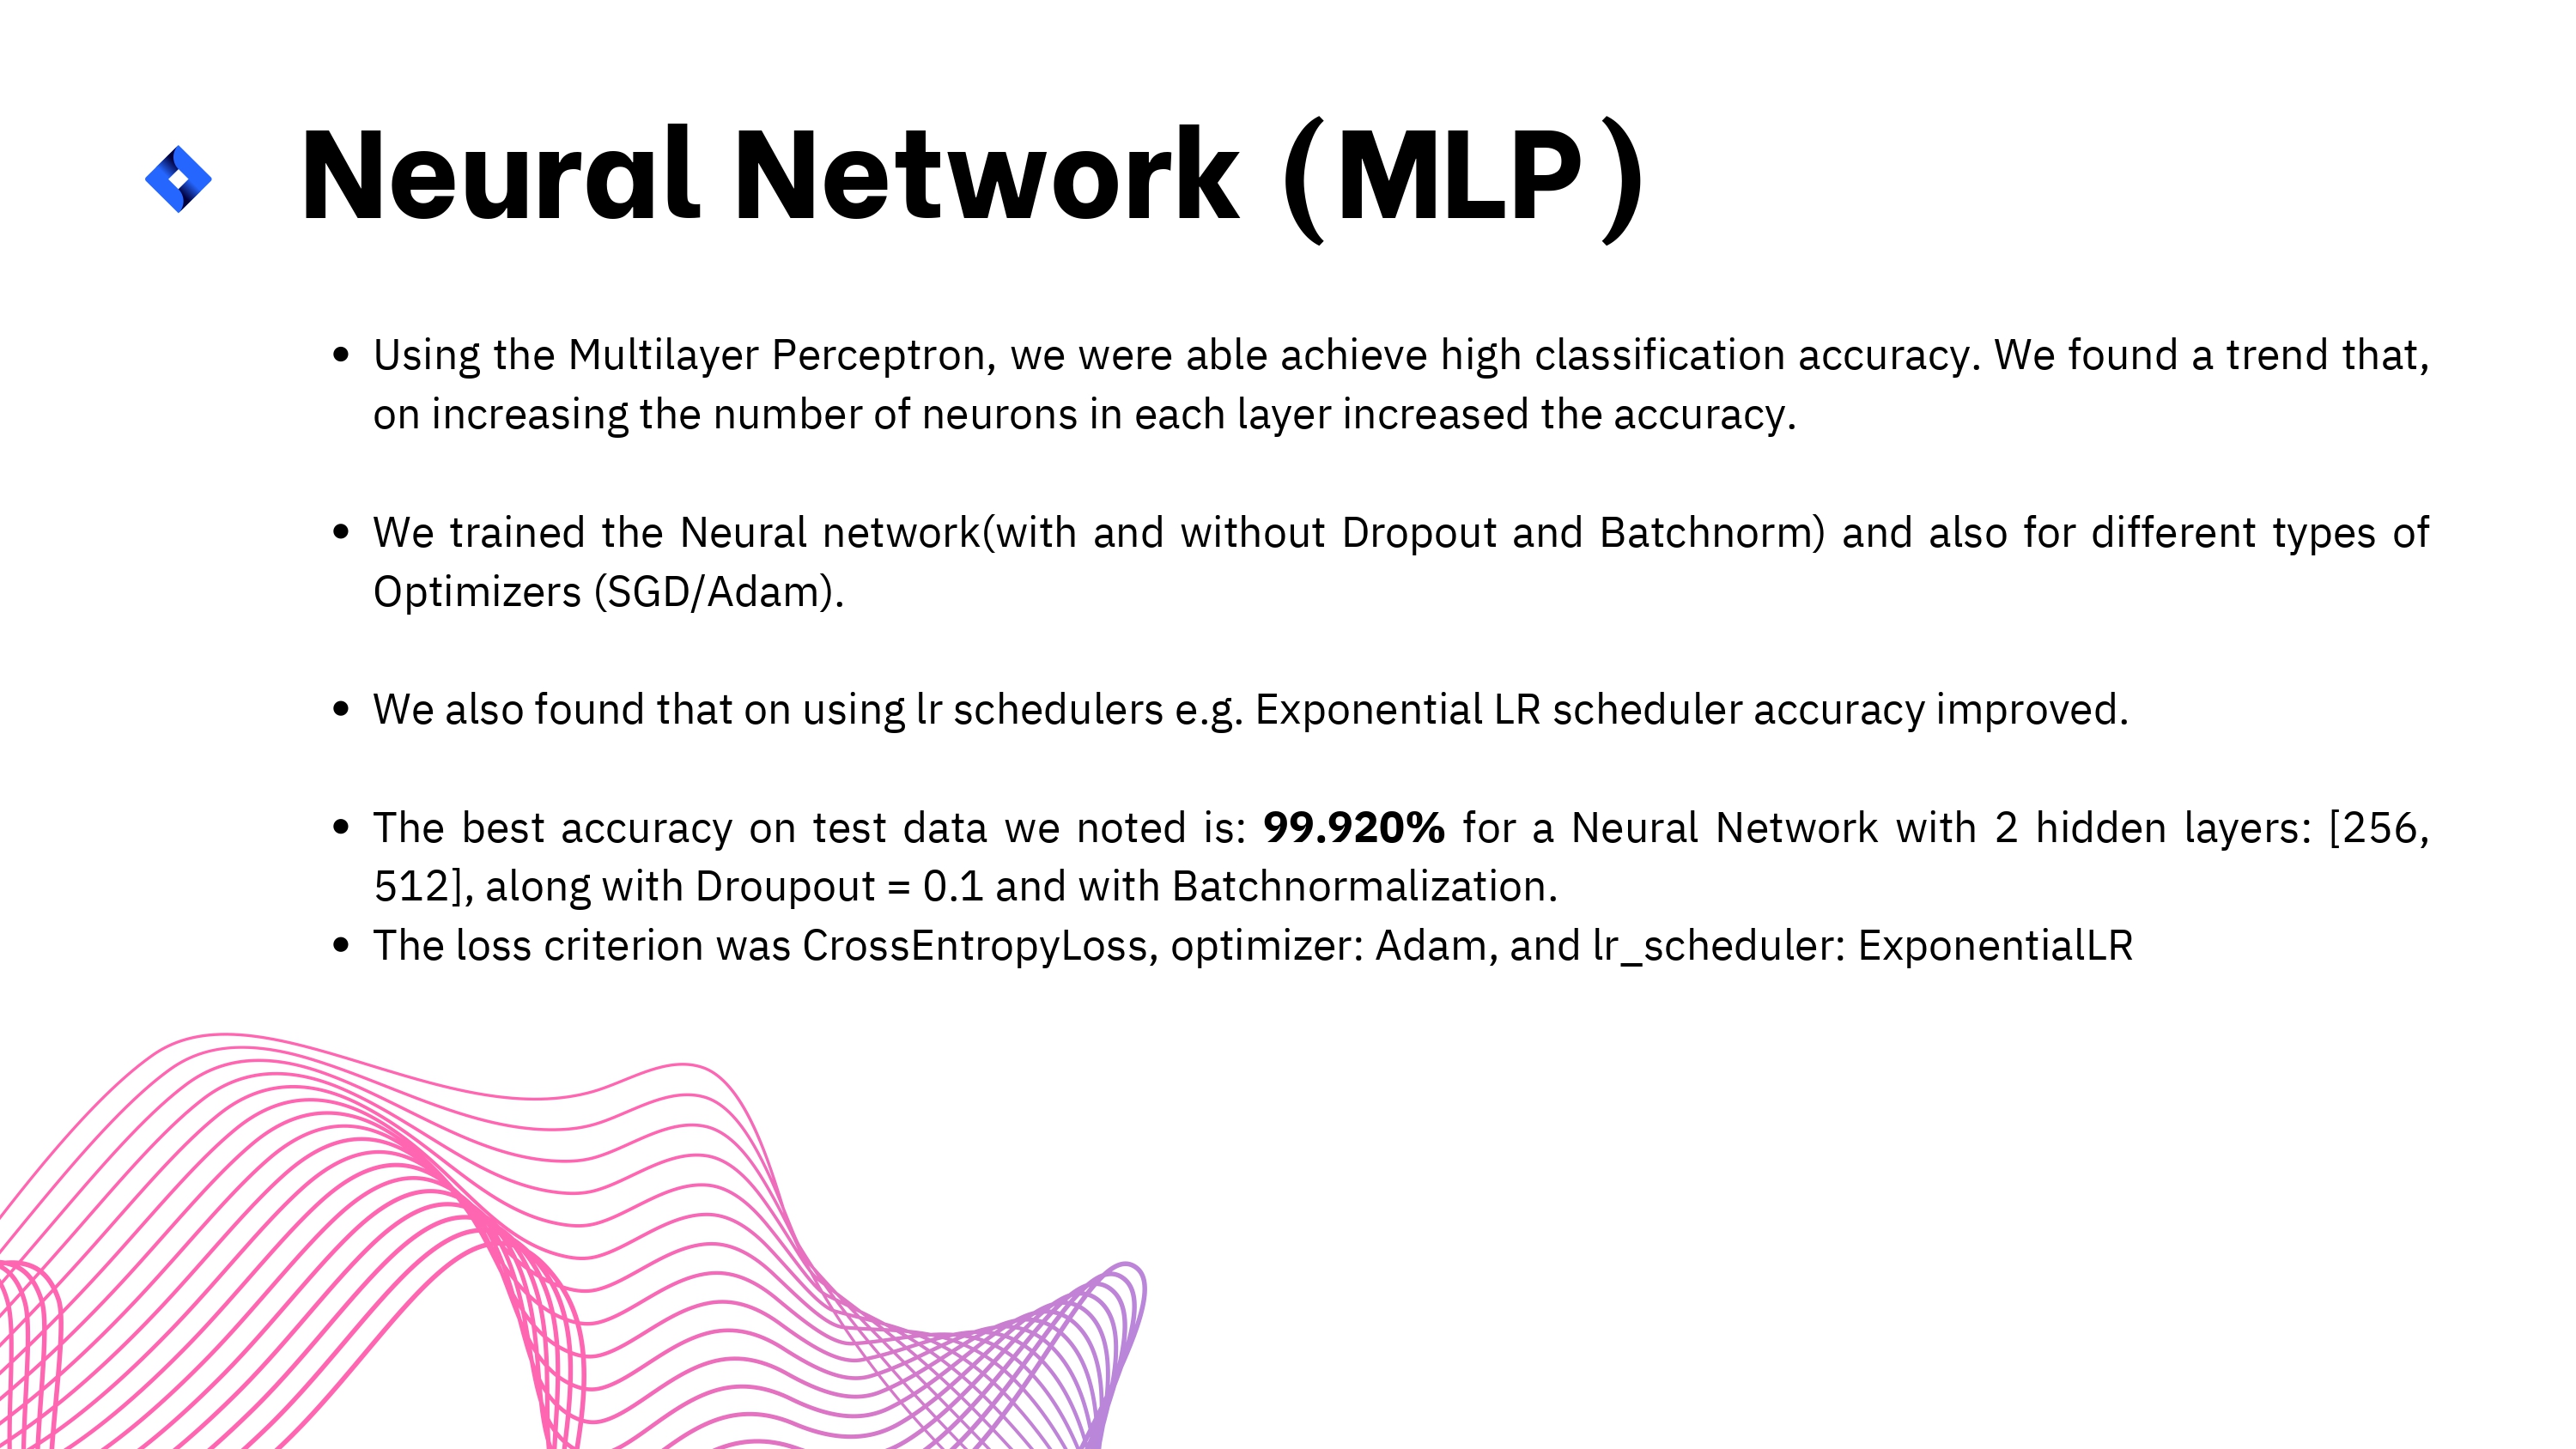 Neural Network (MLP)
• Using the Multilayer Perceptron, we were able achieve high classification accuracy. We found a trend that,
on increasing the number of neurons in each layer increased the accuracy.
• We trained the Neural network(with and without Dropout and Batchnorm) and also for different types of
Optimizers (SGD/Adam).
• We also found that on using lr schedulers e.g. Exponential LR scheduler accuracy improved.
• The best accuracy on test data we noted is: 99.920% for a Neural Network with 2 hidden layers: [256,
512], along with Droupout = 0.1 and with Batchnormalization.
• The loss criterion was CrossEntropyLoss, optimizer: Adam, and lr_scheduler: ExponentialLR